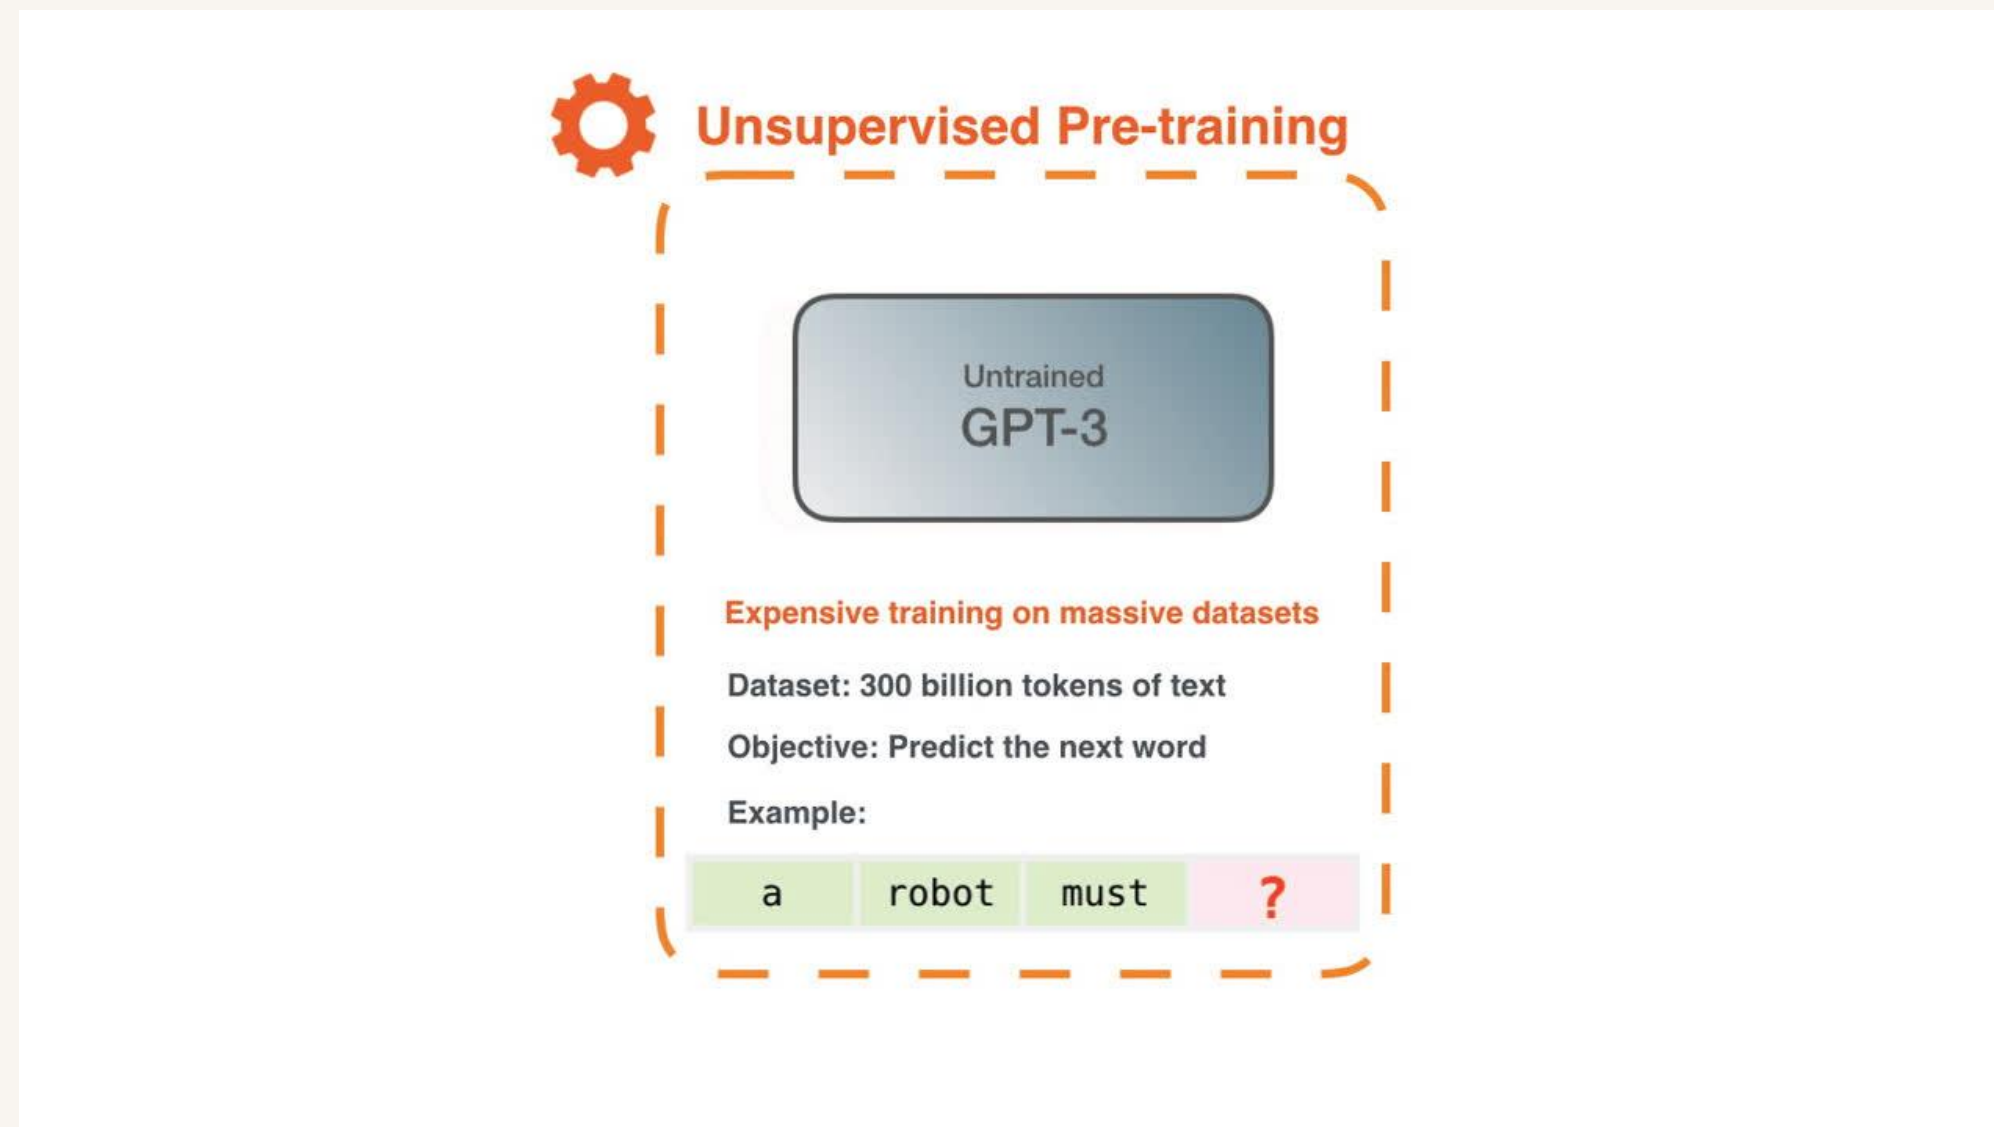 Unsupervised Pre-training
Untrained
GPT-3
Expensive training on massive datasets
Dataset: 300 billion tokens of text
Objective: Predict the next word
Example:
a robot must ?